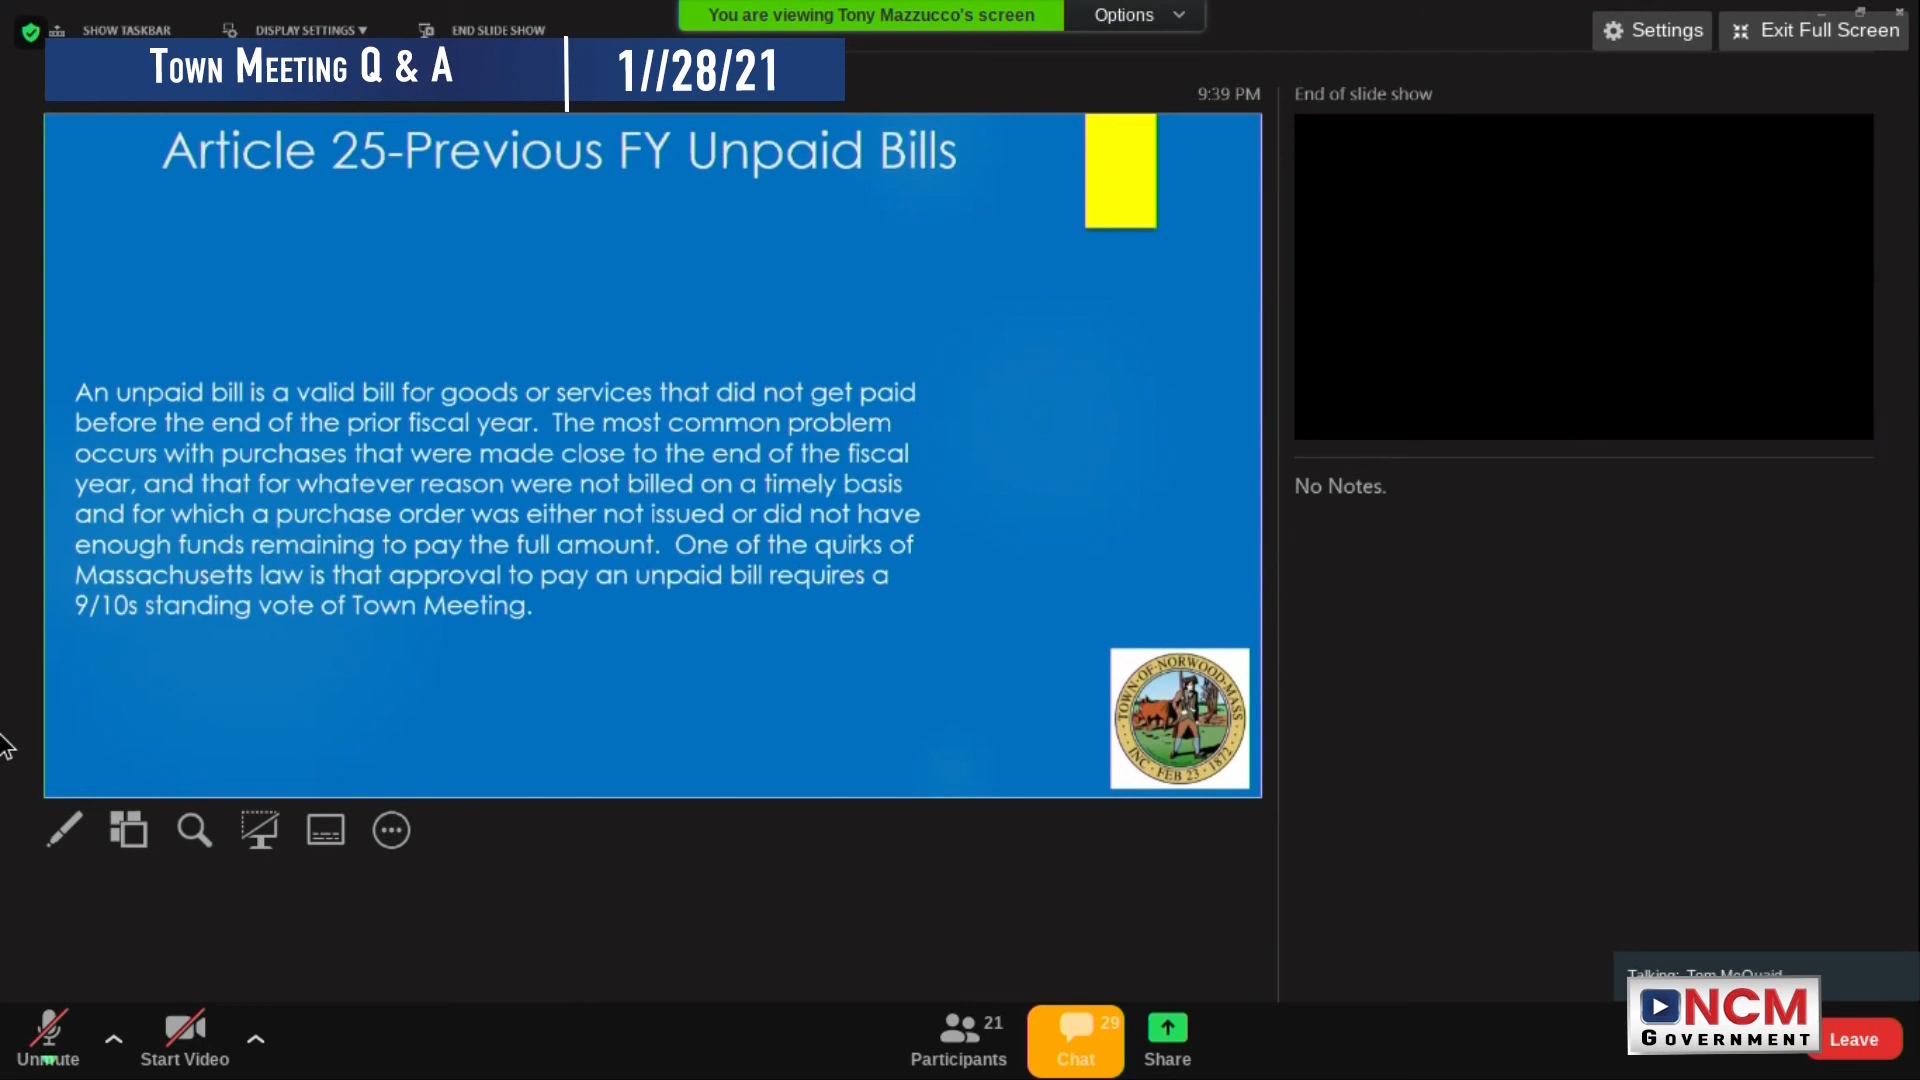 SHOW TASKBAR
DISPLAY SETTINGS ▾
END SLIDE SHOW
You are viewing Tony Mazzucco's screen
Options
Settings
Exit Full Screen
TOWN MEETING Q & A
1//28/21
9:39 PM
End of slide show
Article 25-Previous FY Unpaid Bills
An unpaid bill is a valid bill for goods or services that did not get paid
before the end of the prior fiscal year.  The most common problem
occurs with purchases that were made close to the end of the fiscal
year, and that for whatever reason were not billed on a timely basis
and for which a purchase order was either not issued or did not have
enough funds remaining to pay the full amount.  One of the quirks of
Massachusetts law is that approval to pay an unpaid bill requires a
9/10s standing vote of Town Meeting.
No Notes.
TOWN·OF·NORWOOD·MASS
INC·FEB 23·1872
Talking: Tom McQuaid
NCM
GOVERNMENT
Unmute
Start Video
21
Participants
29
Chat
Share
Leave